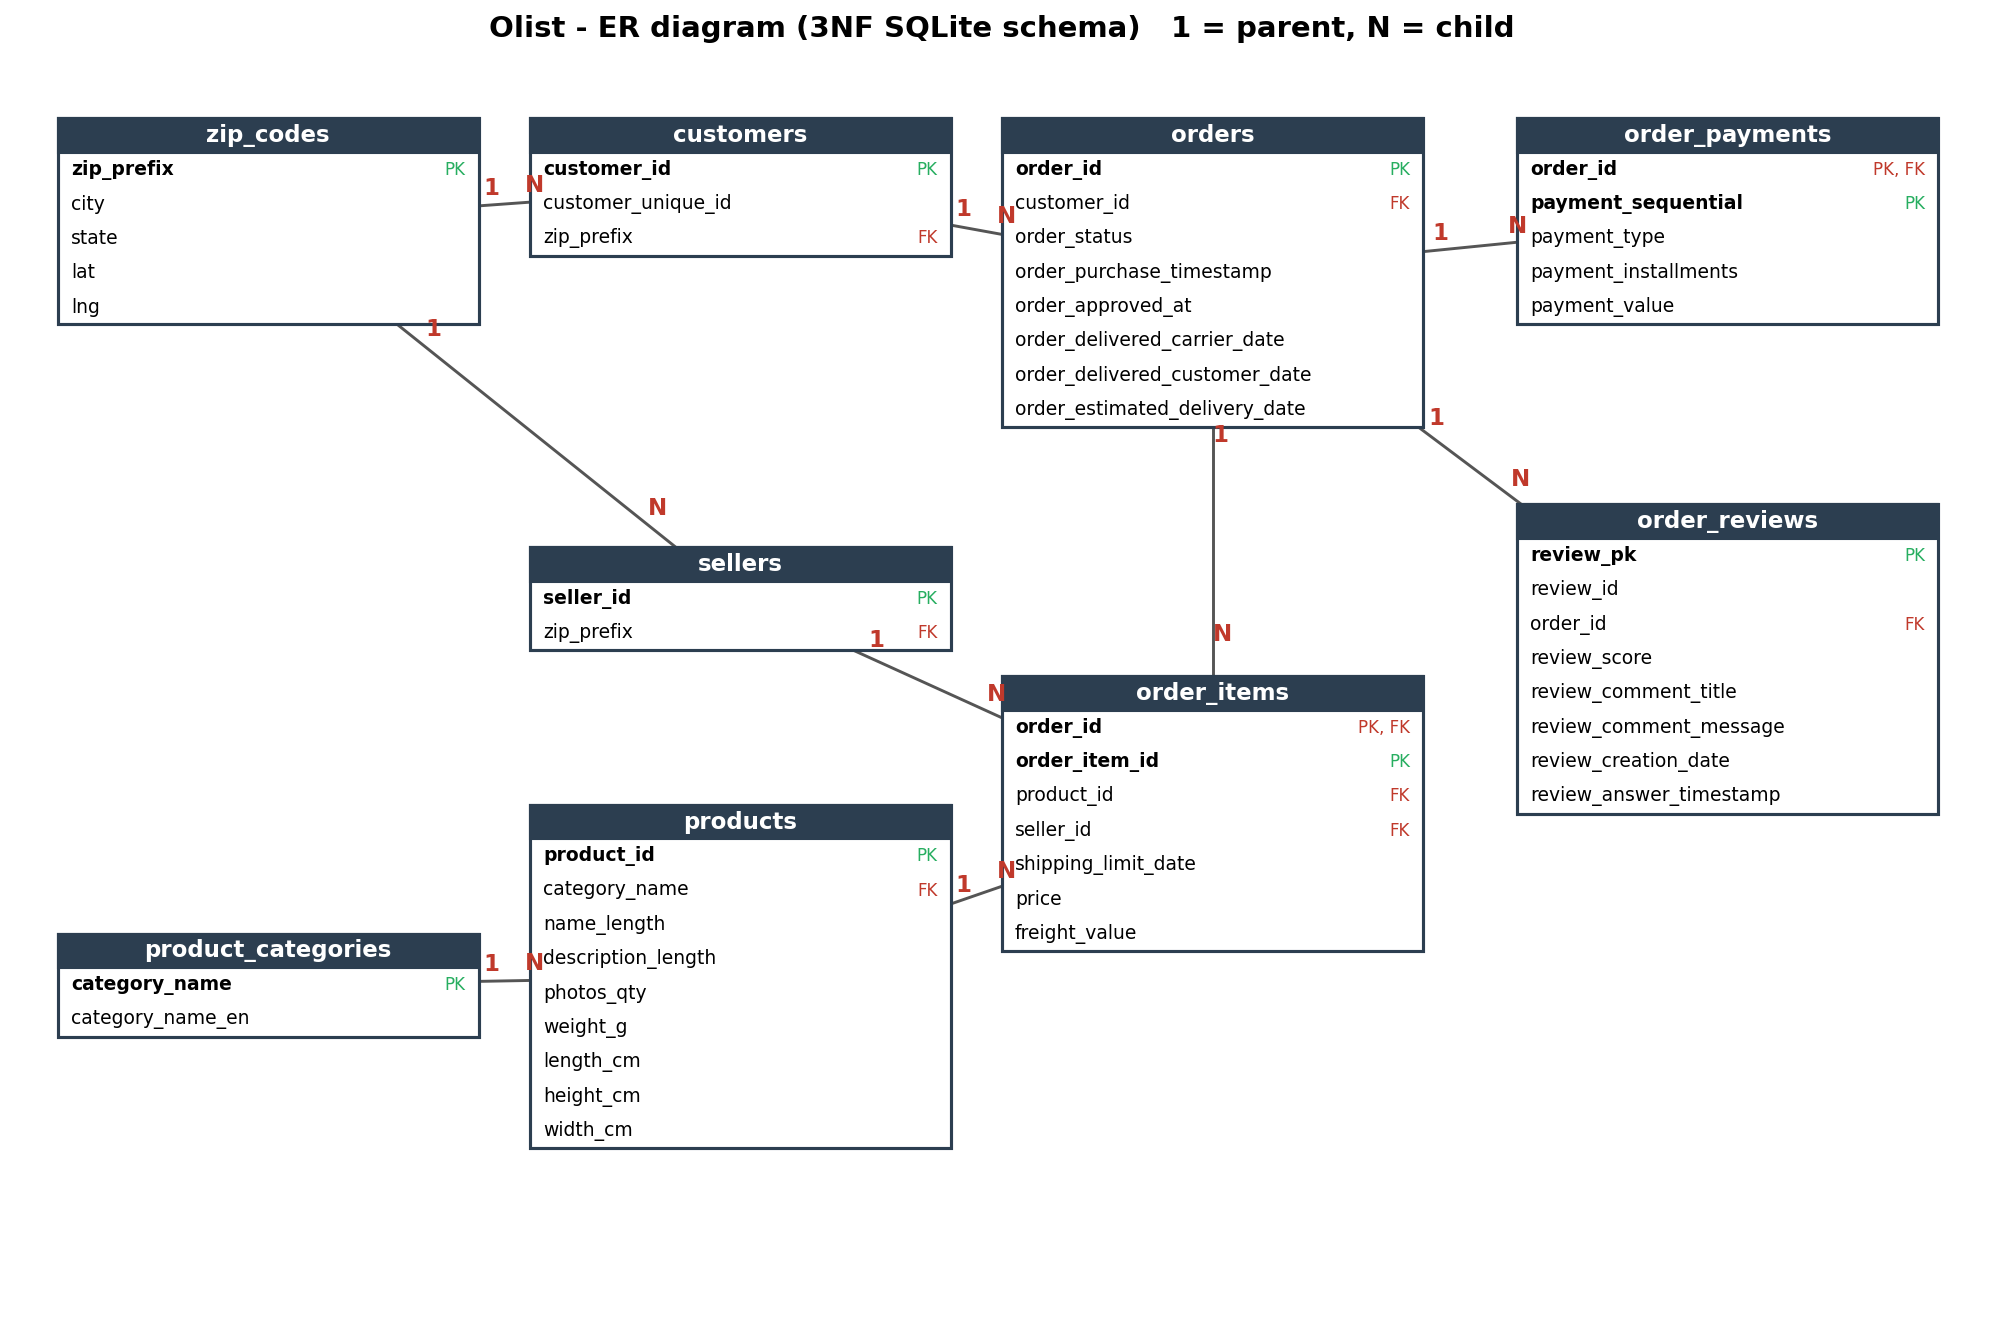 Olist - ER diagram (3NF SQLite schema)   1 = parent, N = child
zip_codes
zip_prefix PK
city
state
lat
lng
1 N
1
N
customers
customer_id PK
customer_unique_id
zip_prefix FK
1 N
orders
order_id PK
customer_id FK
order_status
order_purchase_timestamp
order_approved_at
order_delivered_carrier_date
order_delivered_customer_date
order_estimated_delivery_date
1 N
1
N
1
N
order_payments
order_id PK, FK
payment_sequential PK
payment_type
payment_installments
payment_value
sellers
seller_id PK
zip_prefix FK
1
N
order_reviews
review_pk PK
review_id
order_id FK
review_score
review_comment_title
review_comment_message
review_creation_date
review_answer_timestamp
order_items
order_id PK, FK
order_item_id PK
product_id FK
seller_id FK
shipping_limit_date
price
freight_value
products
product_id PK
category_name FK
name_length
description_length
photos_qty
weight_g
length_cm
height_cm
width_cm
1 N
product_categories
category_name PK
category_name_en
1 N